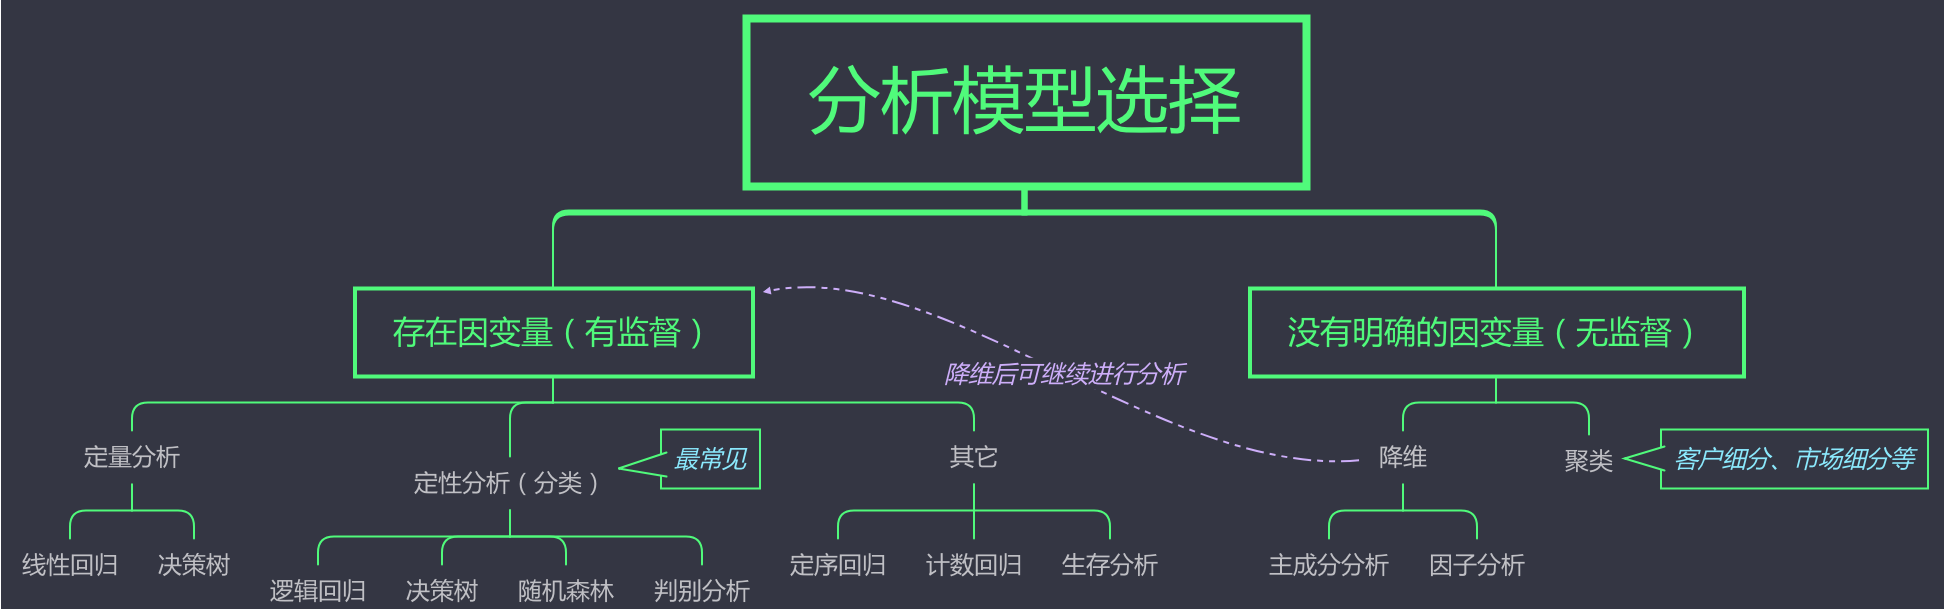 分析模型选择
存在因变量（有监督）
没有明确的因变量（无监督）
降维后可继续进行分析
定量分析
定性分析（分类）
最常见
其它
降维
聚类
客户细分、市场细分等
线性回归
决策树
逻辑回归
决策树
随机森林
判别分析
定序回归
计数回归
生存分析
主成分分析
因子分析